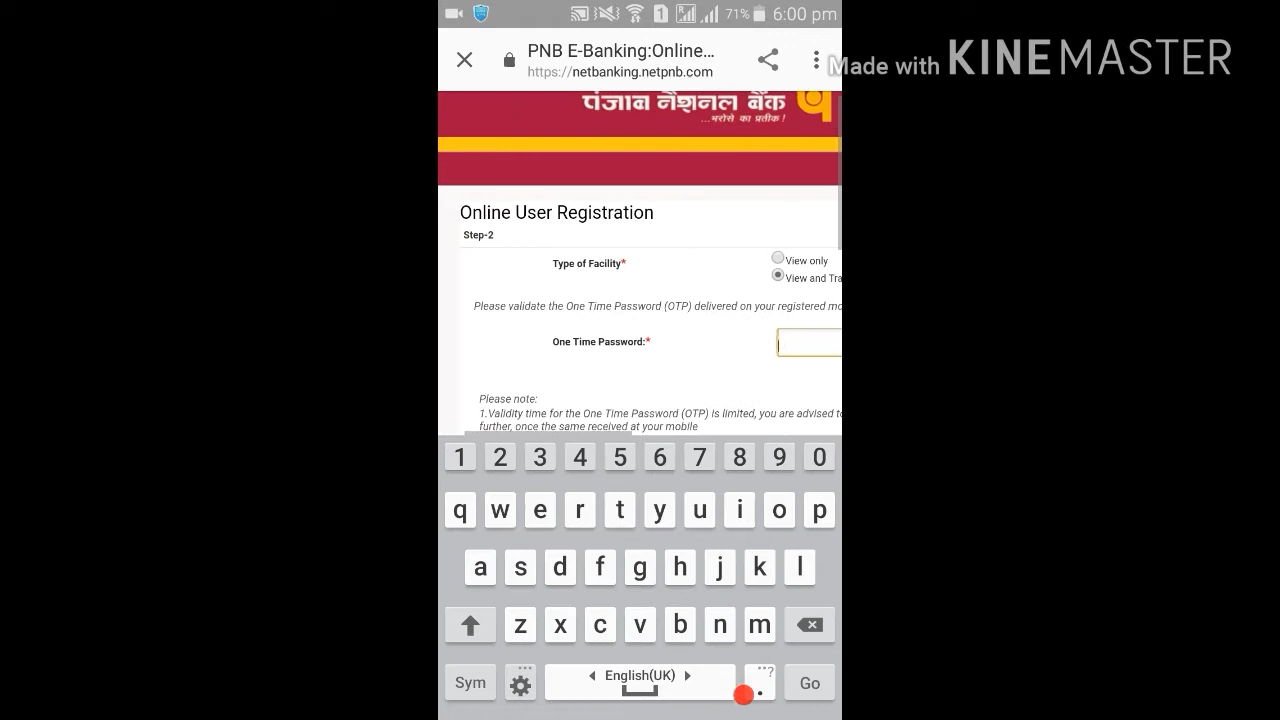 71% 6:00 pm
PNB E-Banking:Online...
https://netbanking.netpnb.com
Made with KINEMASTER
पंजाब नैशनल बैंक
...भरोसे का प्रतीक!
Online User Registration
Step-2
Type of Facility*
View only
View and Tra
Please validate the One Time Password (OTP) delivered on your registered mo
One Time Password:*
Please note:
1.Validity time for the One Time Password (OTP) is limited, you are advised to
further, once the same received at your mobile
1 2 3 4 5 6 7 8 9 0
q w e r t y u i o p
a s d f g h j k l
z x c v b n m
Sym English(UK) . Go